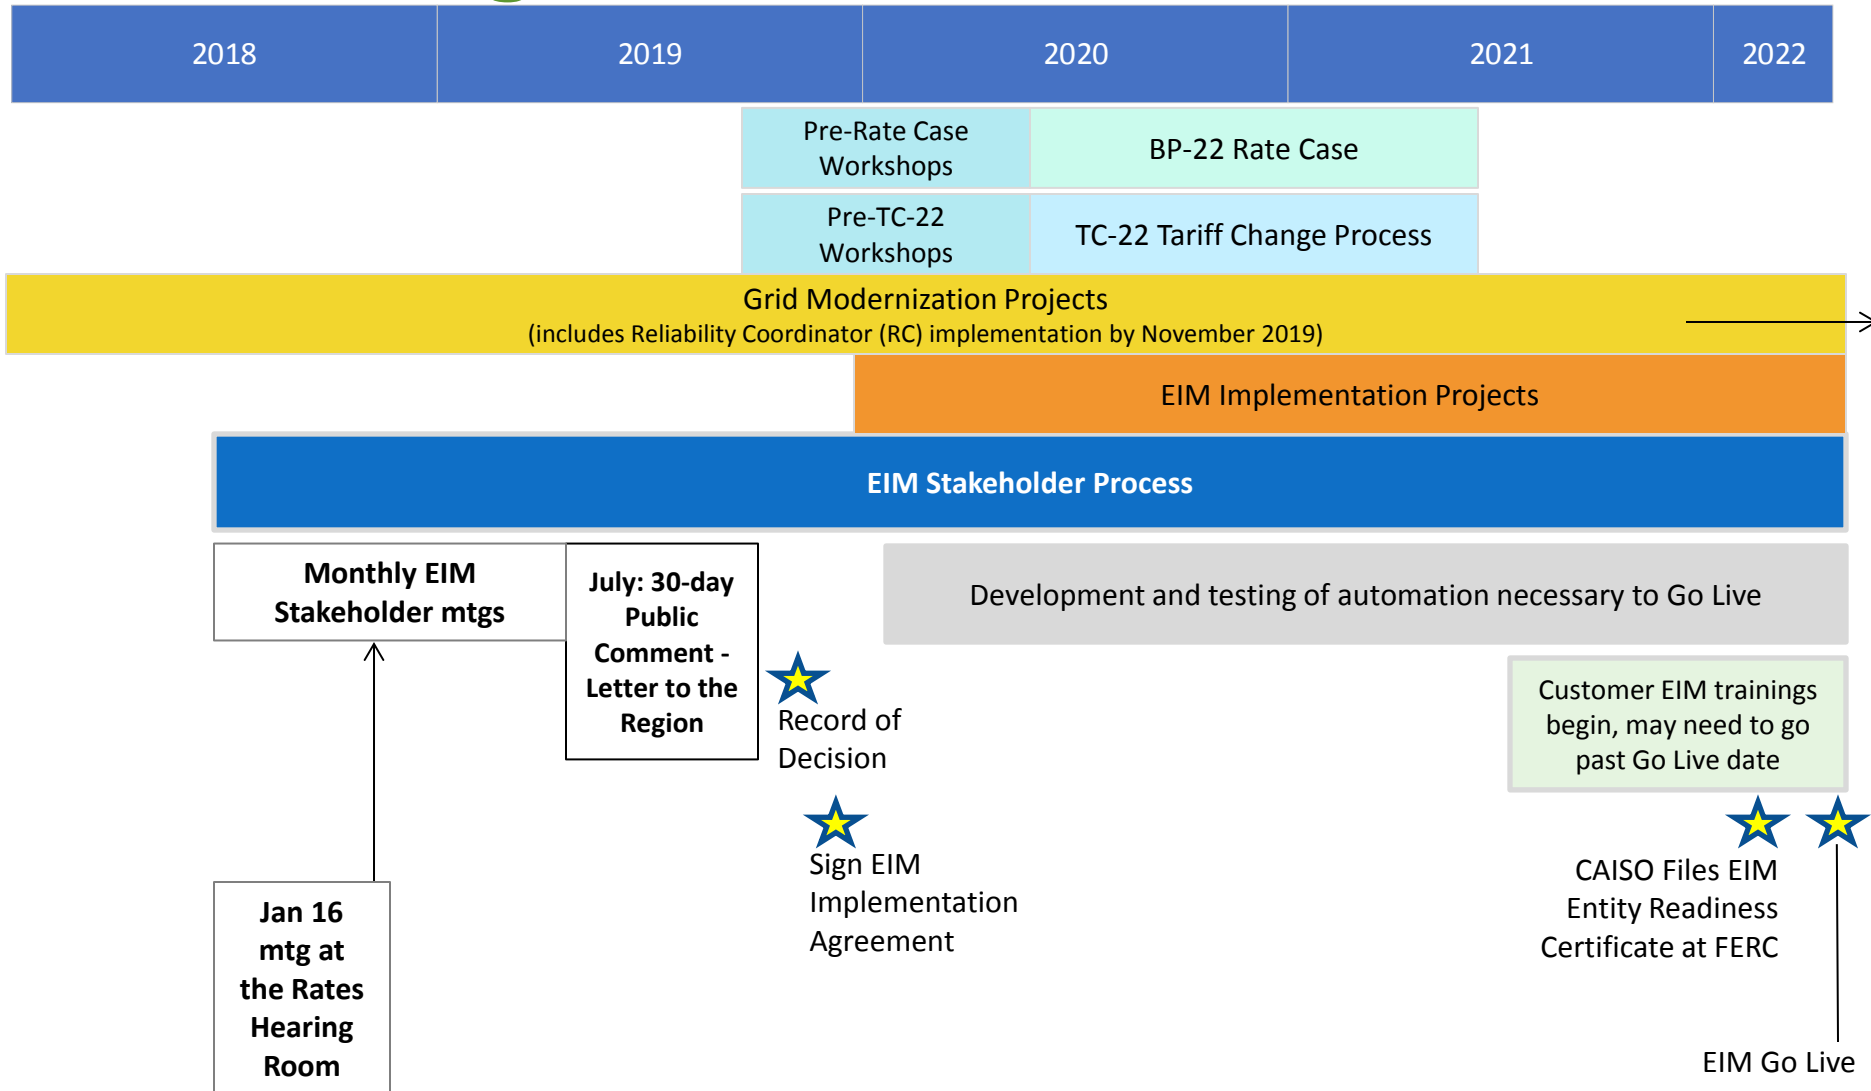 2018
2019
2020
2021
2022
Pre-Rate Case
Workshops
BP-22 Rate Case
Pre-TC-22
Workshops
TC-22 Tariff Change Process
Grid Modernization Projects
(includes Reliability Coordinator (RC) implementation by November 2019)
EIM Implementation Projects
EIM Stakeholder Process
Monthly EIM
Stakeholder mtgs
July: 30-day
Public
Comment -
Letter to the
Region
Development and testing of automation necessary to Go Live
Record of
Decision
Customer EIM trainings
begin, may need to go
past Go Live date
Sign EIM
Implementation
Agreement
CAISO Files EIM
Entity Readiness
Certificate at FERC
Jan 16
mtg at
the Rates
Hearing
Room
EIM Go Live